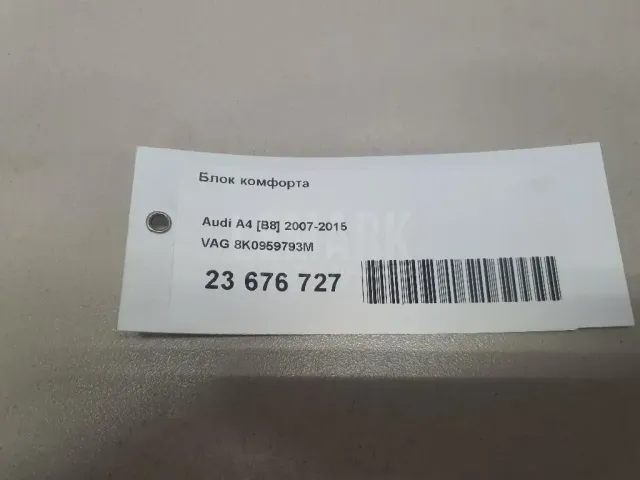 Блок комфорта
Audi A4 [B8] 2007-2015
VAG 8K0959793M
23 676 727